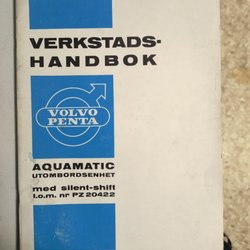 VERKSTADS-
HANDBOK
VOLVO
PENTA
AQUAMATIC
UTOMBORDSENHET
med silent-shift
f.o.m. nr PZ 20422